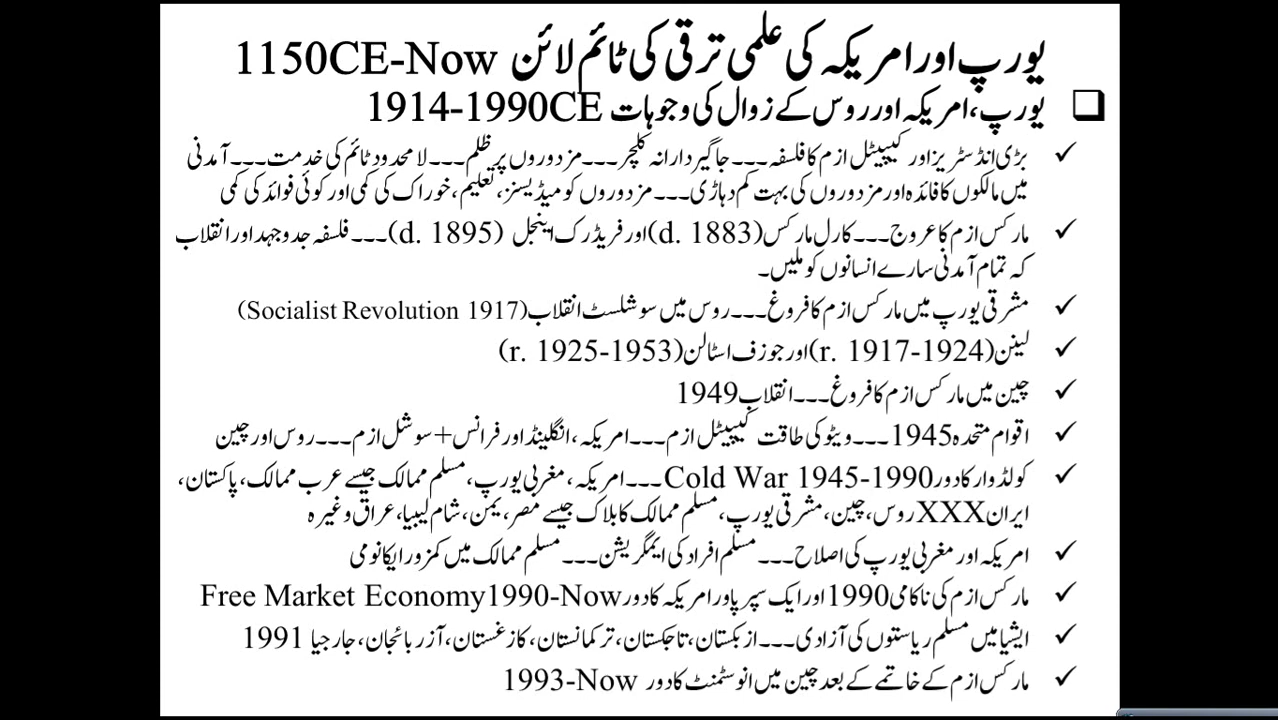 یورپ اور امریکہ کی علمی ترقی کی ٹائم لائن 1150CE-Now
❑ یورپ، امریکہ اور روس کے زوال کی وجوہات 1914-1990CE
✓ بڑی انڈسٹریز اور کیپیٹل ازم کا فلسفہ۔۔۔ جاگیردارانہ کلچر۔۔۔ مزدوروں پر ظلم۔۔۔ لامحدود ٹائم کی خدمت۔۔۔ آمدنی
میں مالکوں کا فائدہ اور مزدوروں کی بہت کم دہاڑی۔۔۔ مزدوروں کو میڈیسنز، تعلیم، خوراک کی کمی اور کوئی فوائد کی کمی
✓ مارکس ازم کا عروج۔۔۔ کارل مارکس (d. 1883) اور فریڈرک اینجل (d. 1895)۔۔۔ فلسفہ جدوجہد اور انقلاب
کہ تمام آمدنی سارے انسانوں کو ملیں۔
✓ مشرقی یورپ میں مارکس ازم کا فروغ۔۔۔ روس میں سوشلسٹ انقلاب (Socialist Revolution 1917)
✓ لینن (r. 1917-1924) اور جوزف اسٹالن (r. 1925-1953)
✓ چین میں مارکس ازم کا فروغ۔۔۔ انقلاب 1949
✓ اقوام متحدہ 1945۔۔۔ ویٹو کی طاقت کیپیٹل ازم۔۔۔ امریکہ، انگلینڈ اور فرانس + سوشل ازم۔۔۔ روس اور چین
✓ کولڈ وار کا دور Cold War 1945-1990۔۔۔ امریکہ، مغربی یورپ، مسلم ممالک جیسے عرب ممالک، پاکستان،
ایران XXX روس، چین، مشرقی یورپ، مسلم ممالک کا بلاک جیسے مصر، یمن، شام لیبیا، عراق وغیرہ
✓ امریکہ اور مغربی یورپ کی اصلاح۔۔۔ مسلم افراد کی ایمگریشن۔۔۔ مسلم ممالک میں کمزور ایکانومی
✓ مارکس ازم کی ناکامی 1990 اور ایک سپر پاور امریکہ کا دور Free Market Economy 1990-Now
✓ ایشیا میں مسلم ریاستوں کی آزادی۔۔۔ ازبکستان، تاجکستان، ترکمانستان، کازغستان، آزربائجان، جارجیا 1991
✓ مارکس ازم کے خاتمے کے بعد چین میں انوسٹمنٹ کا دور 1993-Now